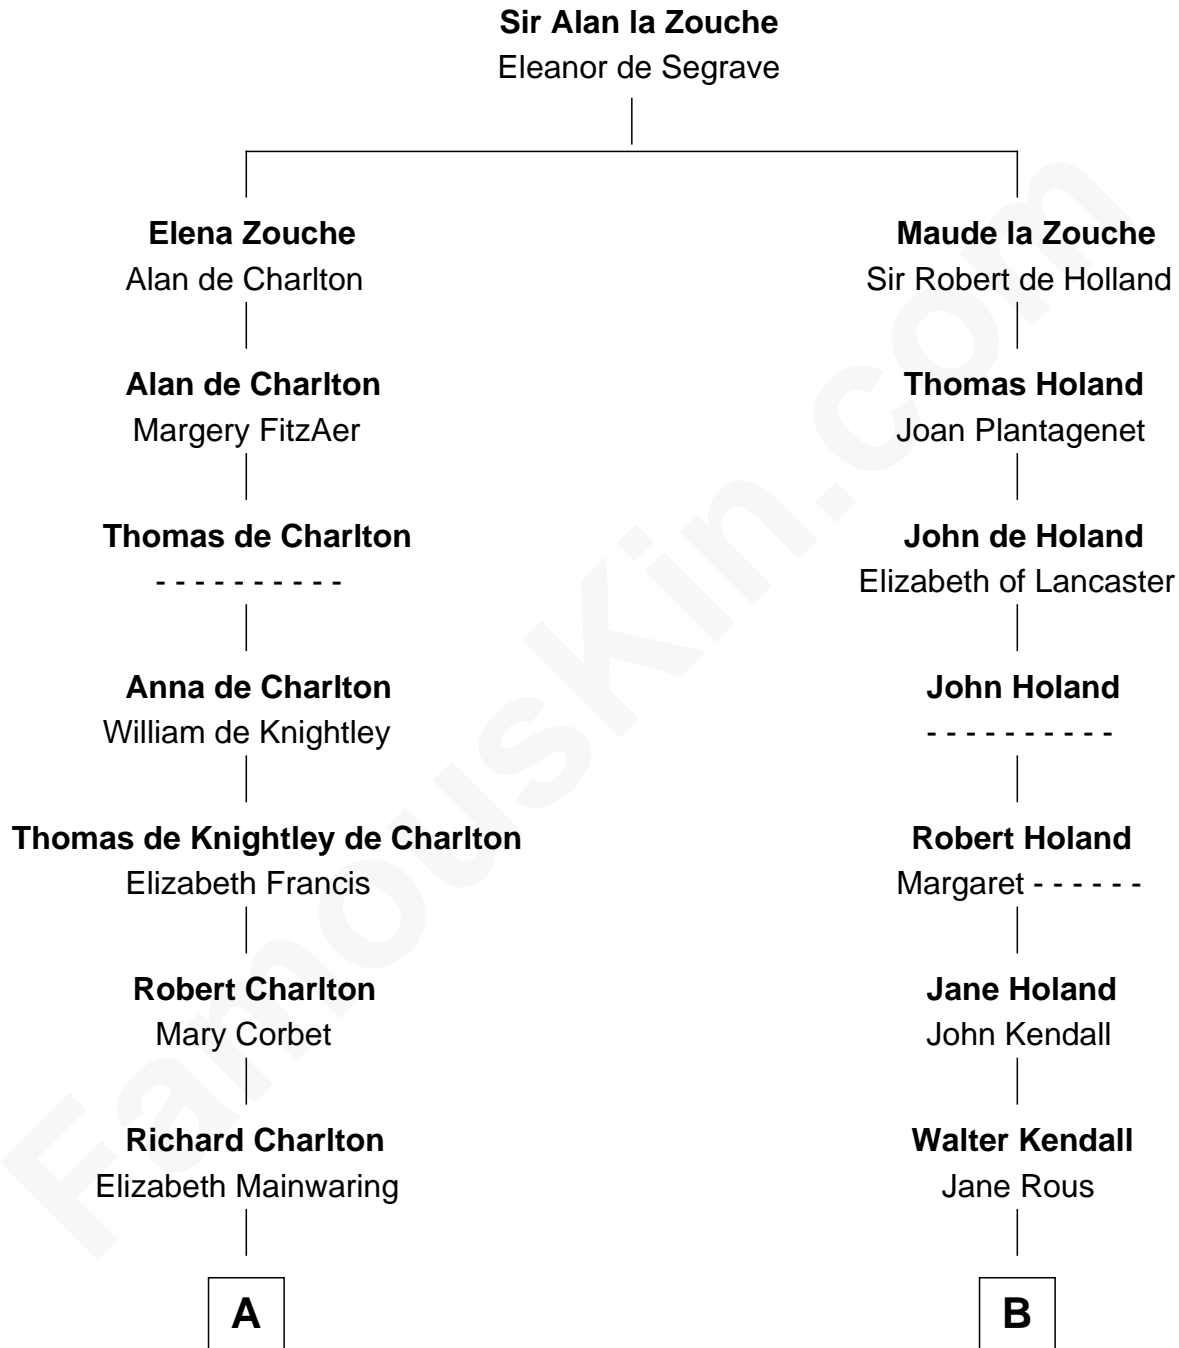 Sir Alan la Zouche
Eleanor de Segrave
Elena Zouche
Alan de Charlton
Maude la Zouche
Sir Robert de Holland
Alan de Charlton
Margery FitzAer
Thomas Holand
Joan Plantagenet
Thomas de Charlton
- - - - - - - - - -
John de Holand
Elizabeth of Lancaster
Anna de Charlton
William de Knightley
John Holand
- - - - - - - - - -
Thomas de Knightley de Charlton
Elizabeth Francis
Robert Holand
Margaret - - - - - -
Robert Charlton
Mary Corbet
Jane Holand
John Kendall
Richard Charlton
Elizabeth Mainwaring
Walter Kendall
Jane Rous
A
B
FamousKin.com